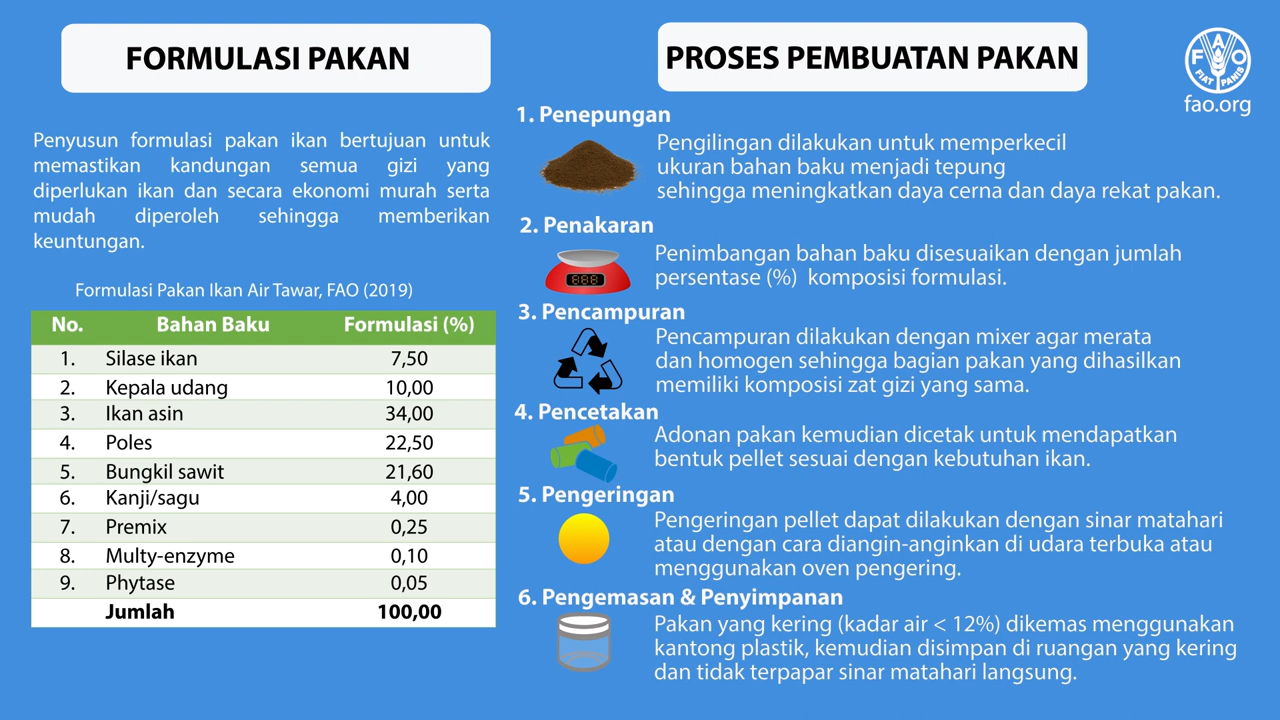 FORMULASI PAKAN
Penyusun formulasi pakan ikan bertujuan untuk
memastikan kandungan semua gizi yang
diperlukan ikan dan secara ekonomi murah serta
mudah diperoleh sehingga memberikan
keuntungan.
Formulasi Pakan Ikan Air Tawar, FAO (2019)
No. Bahan Baku Formulasi (%)
1. Silase ikan 7,50
2. Kepala udang 10,00
3. Ikan asin 34,00
4. Poles 22,50
5. Bungkil sawit 21,60
6. Kanji/sagu 4,00
7. Premix 0,25
8. Multy-enzyme 0,10
9. Phytase 0,05
Jumlah 100,00
PROSES PEMBUATAN PAKAN
F A O
FIAT PANIS
fao.org
1. Penepungan
Pengilingan dilakukan untuk memperkecil
ukuran bahan baku menjadi tepung
sehingga meningkatkan daya cerna dan daya rekat pakan.
2. Penakaran
888
Penimbangan bahan baku disesuaikan dengan jumlah
persentase (%) komposisi formulasi.
3. Pencampuran
Pencampuran dilakukan dengan mixer agar merata
dan homogen sehingga bagian pakan yang dihasilkan
memiliki komposisi zat gizi yang sama.
4. Pencetakan
Adonan pakan kemudian dicetak untuk mendapatkan
bentuk pellet sesuai dengan kebutuhan ikan.
5. Pengeringan
Pengeringan pellet dapat dilakukan dengan sinar matahari
atau dengan cara diangin-anginkan di udara terbuka atau
menggunakan oven pengering.
6. Pengemasan & Penyimpanan
Pakan yang kering (kadar air < 12%) dikemas menggunakan
kantong plastik, kemudian disimpan di ruangan yang kering
dan tidak terpapar sinar matahari langsung.